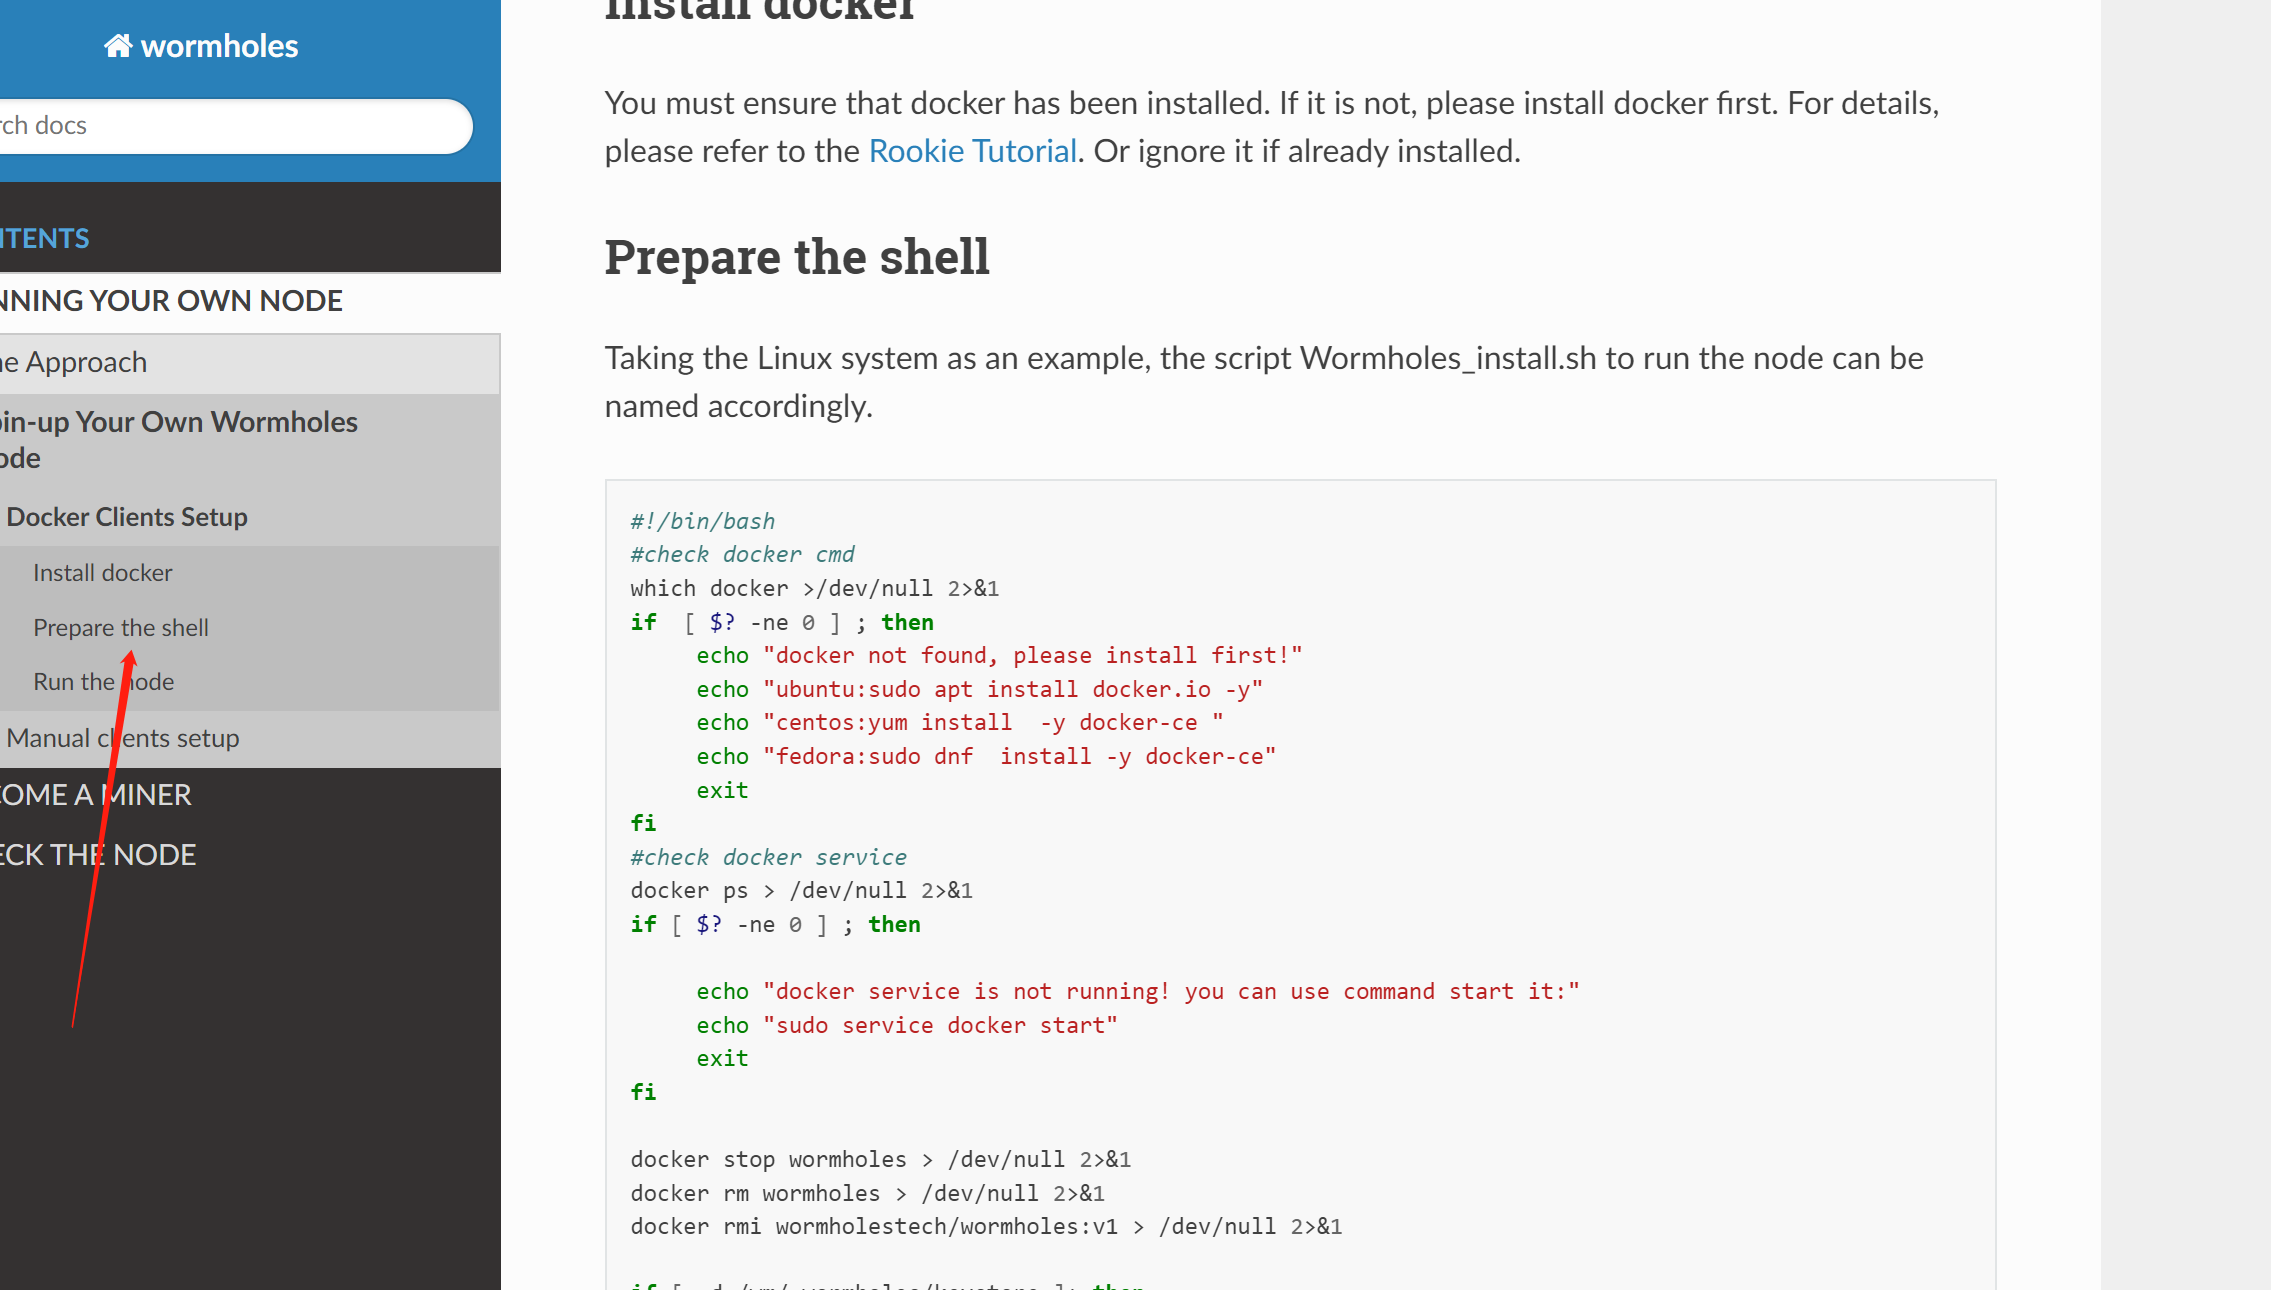 wormholes
rch docs
NTENTS
NNING YOUR OWN NODE
he Approach
pin-up Your Own Wormholes
ode
Docker Clients Setup
Install docker
Prepare the shell
Run the node
Manual clients setup
COME A MINER
ECK THE NODE
Install docker
You must ensure that docker has been installed. If it is not, please install docker first. For details,
please refer to the Rookie Tutorial. Or ignore it if already installed.
Prepare the shell
Taking the Linux system as an example, the script Wormholes_install.sh to run the node can be
named accordingly.
#!/bin/bash
#check docker cmd
which docker >/dev/null 2>&1
if  [ $? -ne 0 ] ; then
     echo "docker not found, please install first!"
     echo "ubuntu:sudo apt install docker.io -y"
     echo "centos:yum install  -y docker-ce "
     echo "fedora:sudo dnf  install -y docker-ce"
     exit
fi
#check docker service
docker ps > /dev/null 2>&1
if [ $? -ne 0 ] ; then
     echo "docker service is not running! you can use command start it:"
     echo "sudo service docker start"
     exit
fi
docker stop wormholes > /dev/null 2>&1
docker rm wormholes > /dev/null 2>&1
docker rmi wormholestech/wormholes:v1 > /dev/null 2>&1
if [ -d /wm/.wormholes/keystore ]; then